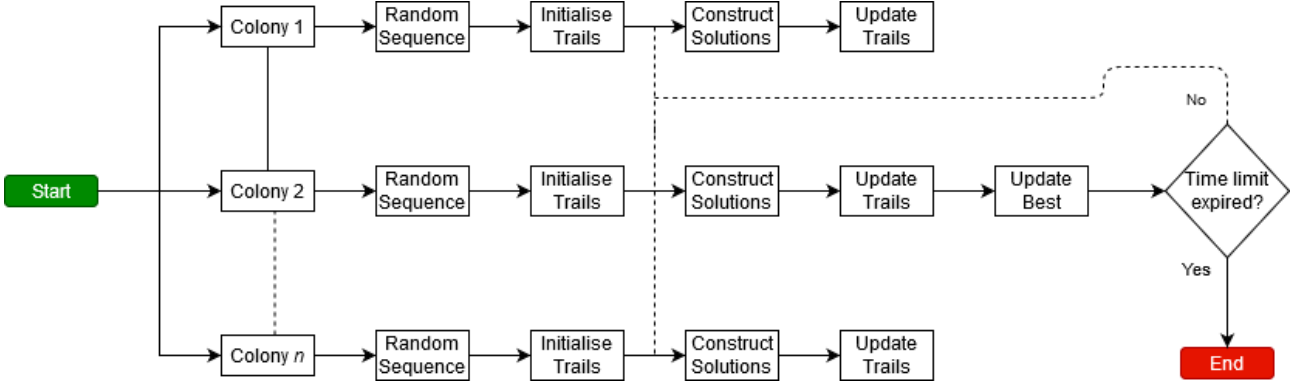 Colony 1
Random
Sequence
Initialise
Trails
Construct
Solutions
Update
Trails
No
Start
Colony 2
Random
Sequence
Initialise
Trails
Construct
Solutions
Update
Trails
Update
Best
Time limit
expired?
Yes
Colony n
Random
Sequence
Initialise
Trails
Construct
Solutions
Update
Trails
End